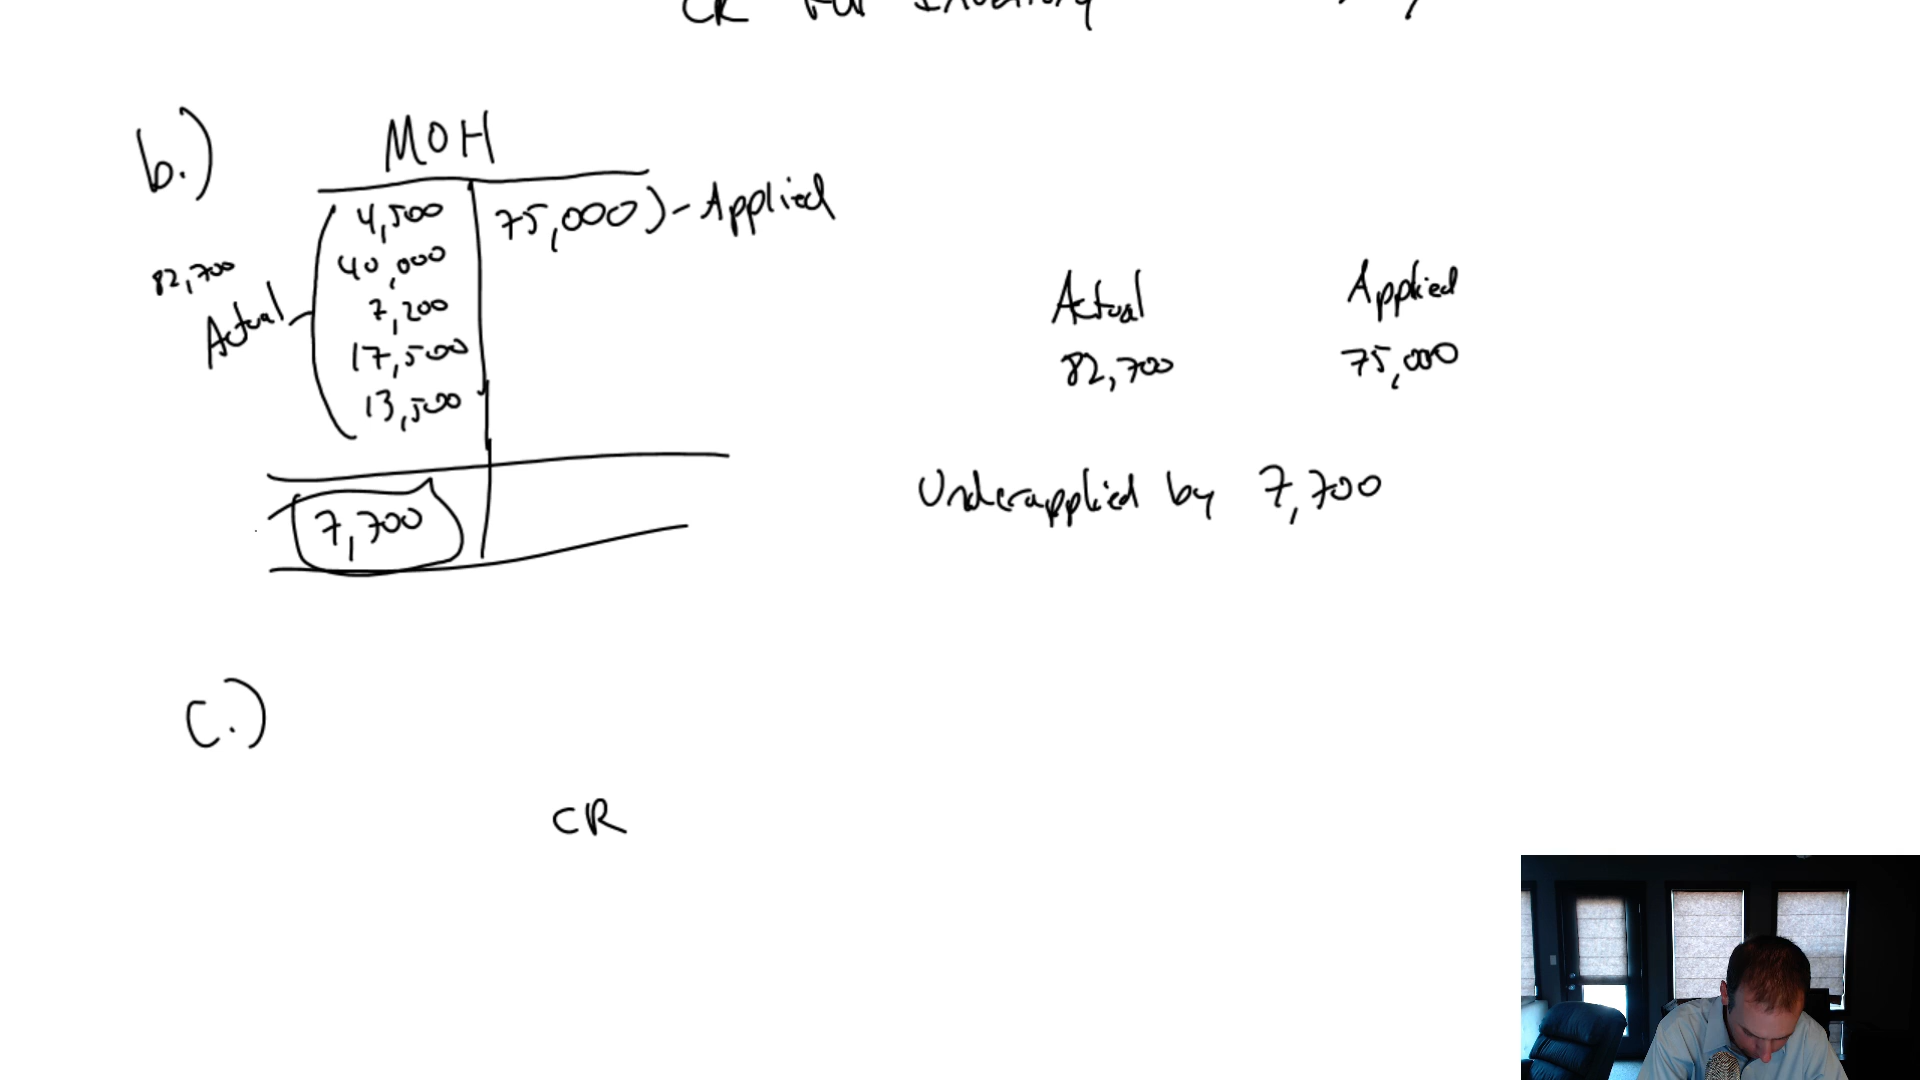 CR
b.)
MOH
4,500 75,000) - Applied
40,000
7,200
17,500
13,500
82,700
Actual
7,700
Actual Applied
82,700 75,000
Underapplied by 7,700
c.)
CR